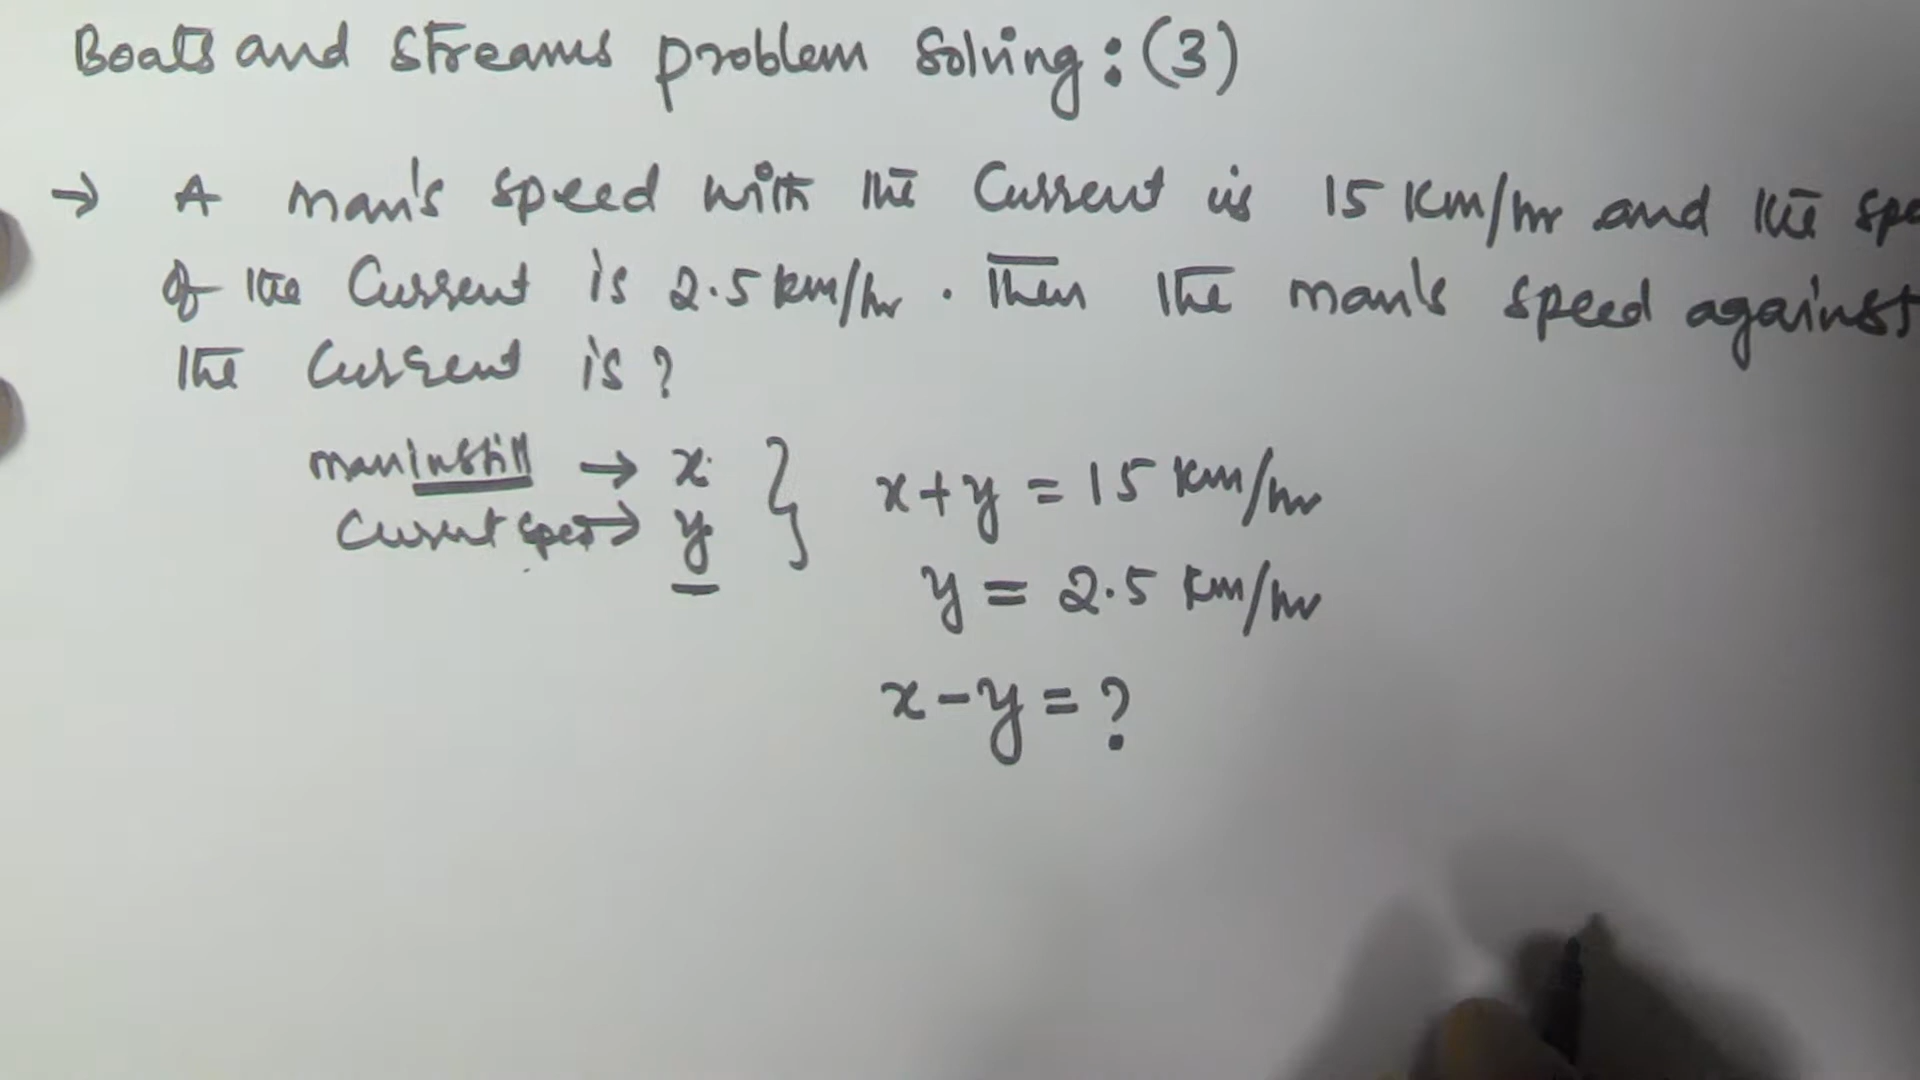 Boats and Streams problem Solving: (3)
→ A man's speed with the Current is 15 Km/hr and the spe
of the Current is 2.5 km/hr. Then the man's speed against
the Current is?
man in still → x
Current → y
x+y = 15 Km/hr
y = 2.5 Km/hr
x-y = ?